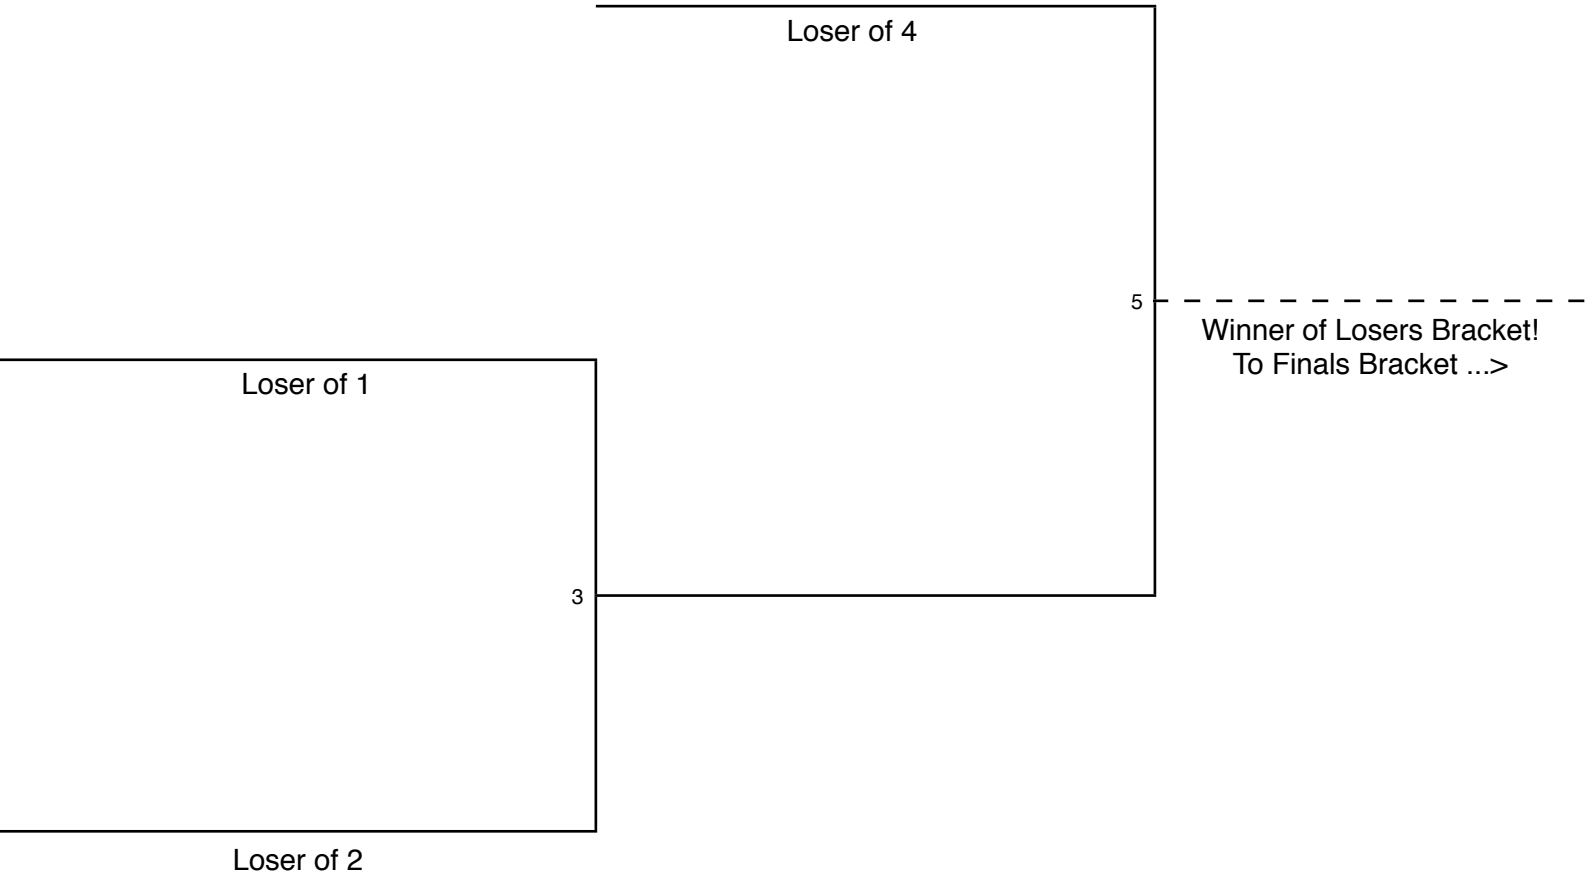 Loser of 4
5
Winner of Losers Bracket!
To Finals Bracket ...>
Loser of 1
3
Loser of 2